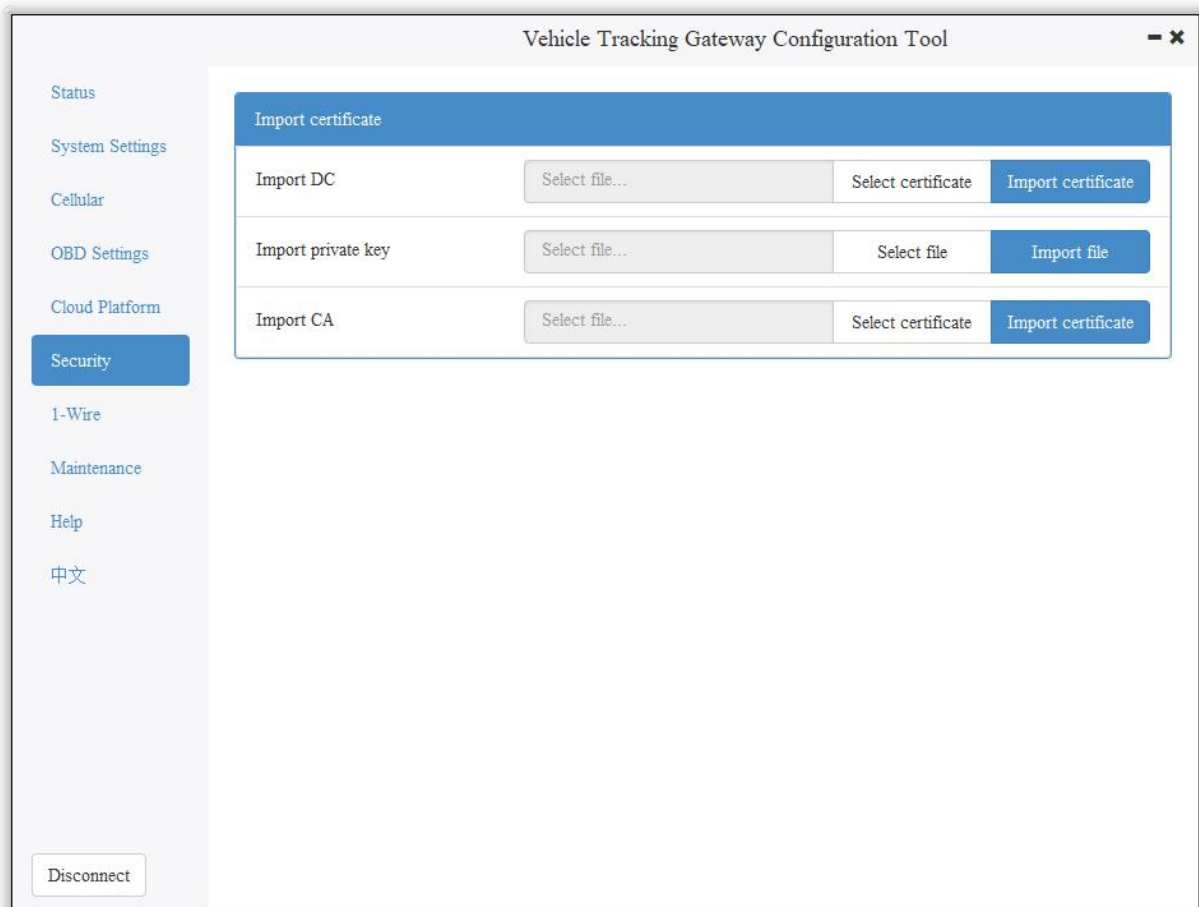 Vehicle Tracking Gateway Configuration Tool
Status
System Settings
Cellular
OBD Settings
Cloud Platform
Security
1-Wire
Maintenance
Help
中文
Disconnect
Import certificate
Import DC Select file... Select certificate Import certificate
Import private key Select file... Select file Import file
Import CA Select file... Select certificate Import certificate